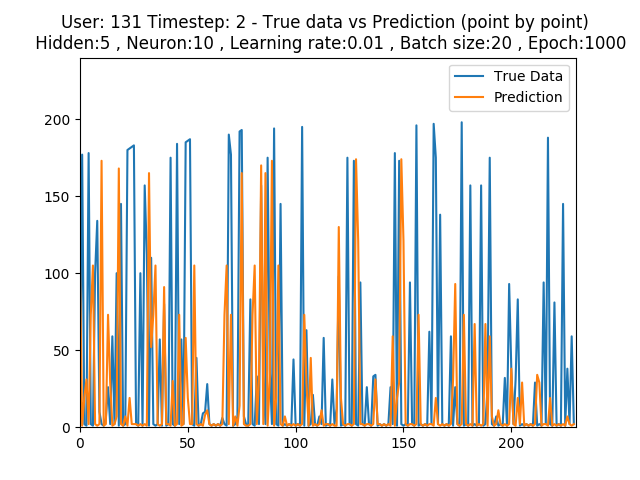 User: 131 Timestep: 2 - True data vs Prediction (point by point)
Hidden:5 , Neuron:10 , Learning rate:0.01 , Batch size:20 , Epoch:1000
True Data
Prediction
200
150
100
50
0
0 50 100 150 200